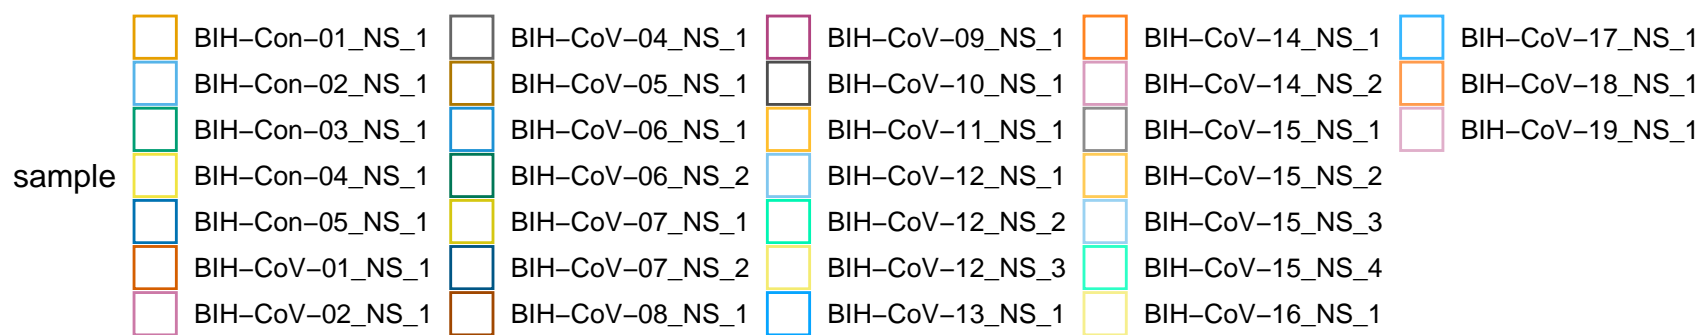 BIH−Con−01_NS_1 BIH−CoV−04_NS_1 BIH−CoV−09_NS_1 BIH−CoV−14_NS_1 BIH−CoV−17_NS_1
BIH−Con−02_NS_1 BIH−CoV−05_NS_1 BIH−CoV−10_NS_1 BIH−CoV−14_NS_2 BIH−CoV−18_NS_1
BIH−Con−03_NS_1 BIH−CoV−06_NS_1 BIH−CoV−11_NS_1 BIH−CoV−15_NS_1 BIH−CoV−19_NS_1
sample BIH−Con−04_NS_1 BIH−CoV−06_NS_2 BIH−CoV−12_NS_1 BIH−CoV−15_NS_2
BIH−Con−05_NS_1 BIH−CoV−07_NS_1 BIH−CoV−12_NS_2 BIH−CoV−15_NS_3
BIH−CoV−01_NS_1 BIH−CoV−07_NS_2 BIH−CoV−12_NS_3 BIH−CoV−15_NS_4
BIH−CoV−02_NS_1 BIH−CoV−08_NS_1 BIH−CoV−13_NS_1 BIH−CoV−16_NS_1